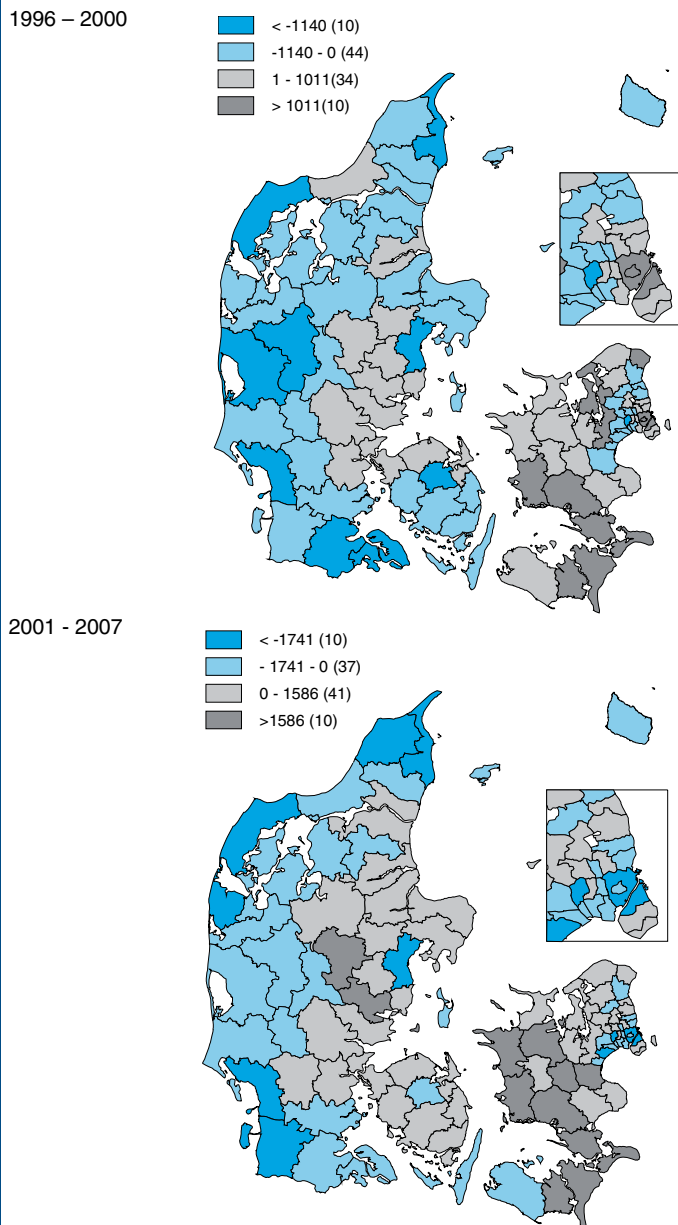 1996 – 2000
< -1140 (10)
-1140 - 0 (44)
1 - 1011(34)
> 1011(10)
2001 - 2007
< -1741 (10)
- 1741 - 0 (37)
0 - 1586 (41)
>1586 (10)